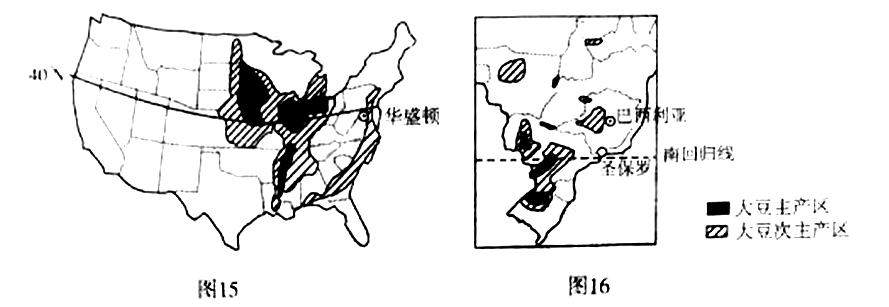 40°N
华盛顿
巴西利亚
南回归线
圣保罗
大豆主产区
大豆次主产区
图15
图16